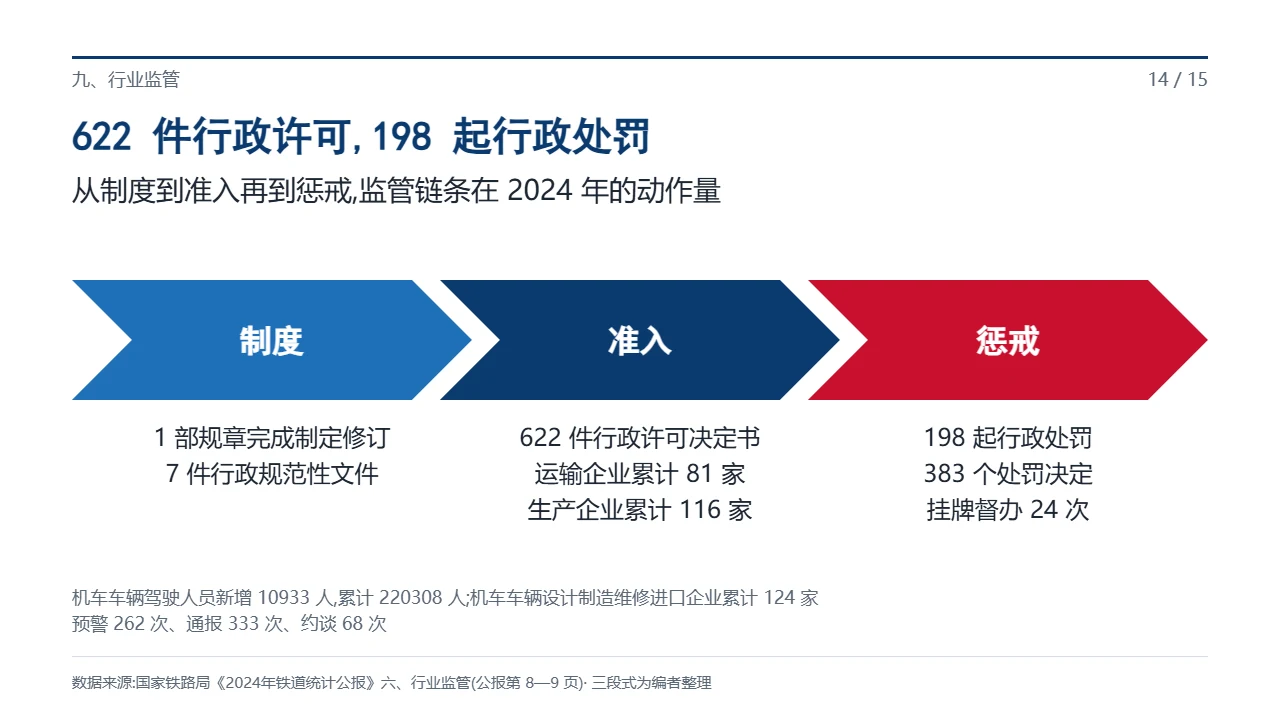 九、行业监管
14 / 15
622 件行政许可,198 起行政处罚
从制度到准入再到惩戒,监管链条在 2024 年的动作量
制度
准入
惩戒
1 部规章完成制定修订
7 件行政规范性文件
622 件行政许可决定书
运输企业累计 81 家
生产企业累计 116 家
198 起行政处罚
383 个处罚决定
挂牌督办 24 次
机车车辆驾驶人员新增 10933 人,累计 220308 人;机车车辆设计制造维修进口企业累计 124 家
预警 262 次、通报 333 次、约谈 68 次
数据来源:国家铁路局《2024年铁道统计公报》六、行业监管(公报第 8—9 页)· 三段式为编者整理